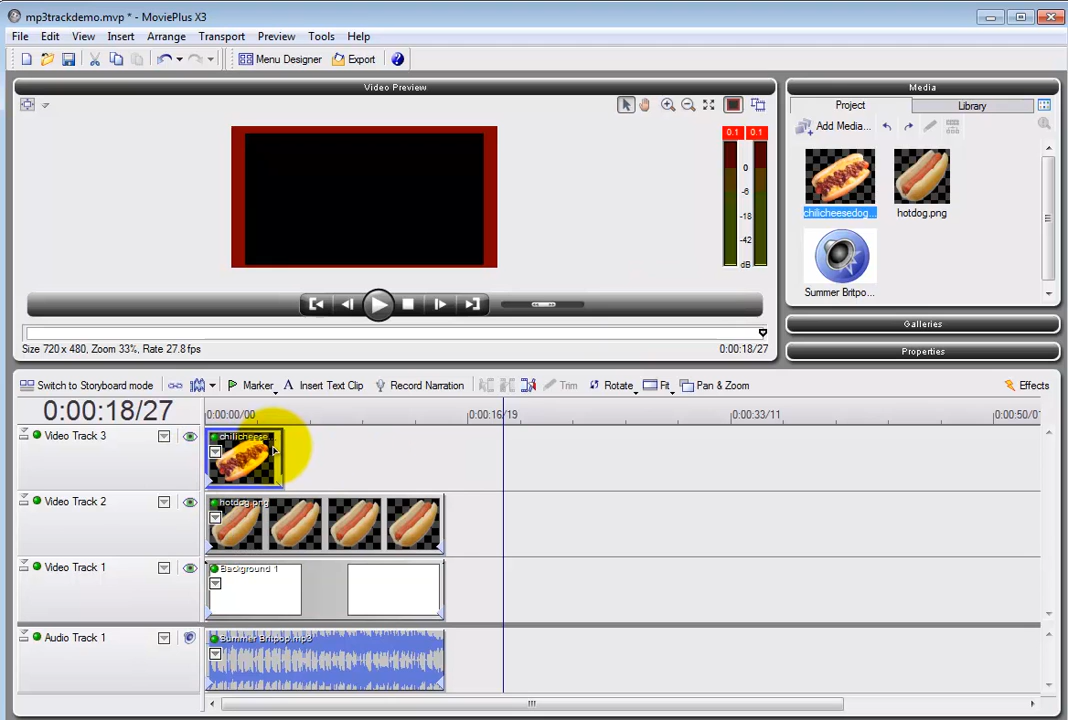 mp3trackdemo.mvp * - MoviePlus X3
File Edit View Insert Arrange Transport Preview Tools Help
Menu Designer Export
Video Preview
Media
Project Library
Add Media...
0.1 0.1
0
-6
-18
-42
dB
chilicheesedog... hotdog.png
Summer Britpo...
Galleries
Properties
Size 720 x 480, Zoom 33%, Rate 27.8 fps
0:00:18/27
Switch to Storyboard mode Marker A Insert Text Clip Record Narration Trim Rotate Fit Pan & Zoom Effects
0:00:18/27
0:00:00/00 0:00:16/19 0:00:33/11 0:00:50/0
Video Track 3
chilicheese...
Video Track 2
hotdog.png
Video Track 1
Background 1
Audio Track 1
Summer Britpop.mp3